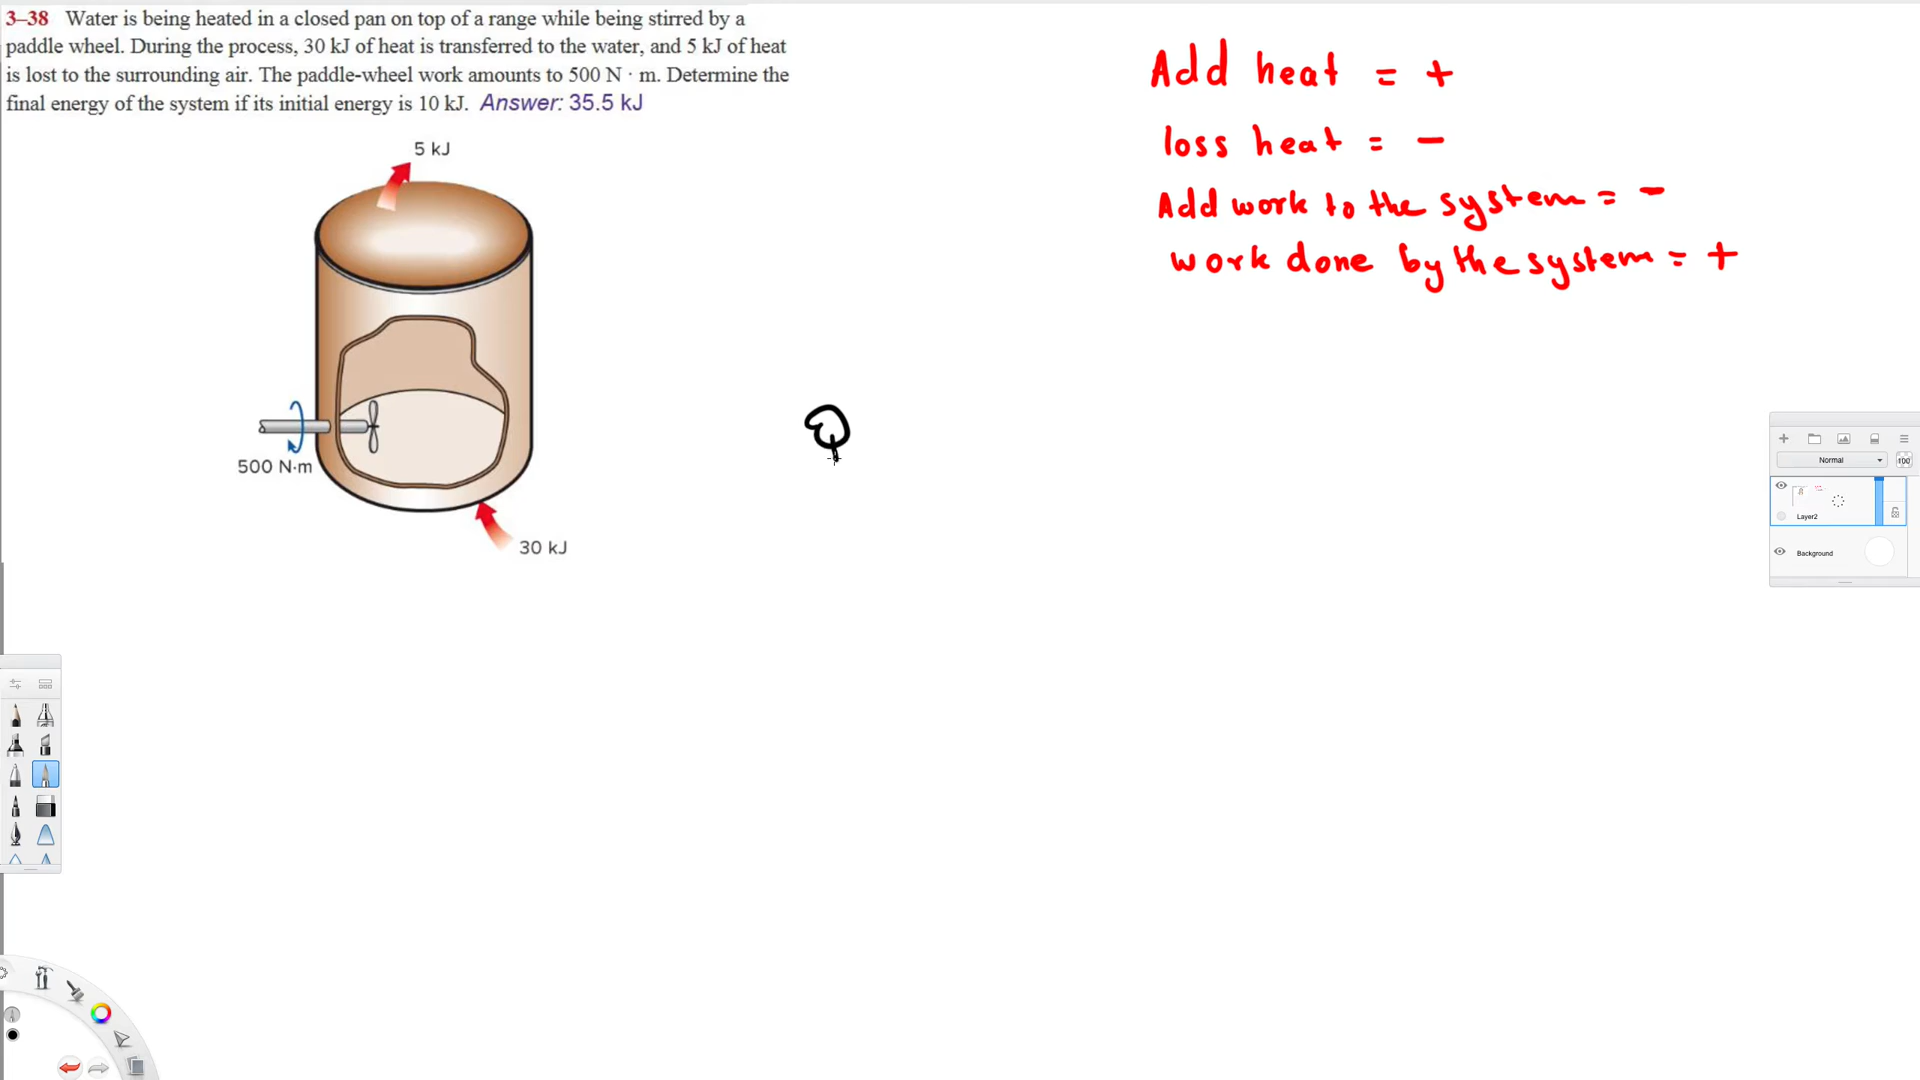 3–38 Water is being heated in a closed pan on top of a range while being stirred by a
paddle wheel. During the process, 30 kJ of heat is transferred to the water, and 5 kJ of heat
is lost to the surrounding air. The paddle-wheel work amounts to 500 N · m. Determine the
final energy of the system if its initial energy is 10 kJ. Answer: 35.5 kJ
5 kJ
500 N·m
30 kJ
Add heat = +
loss heat = -
Add work to the system = -
work done by the system = +
Q
Normal
100
Layer2
Background